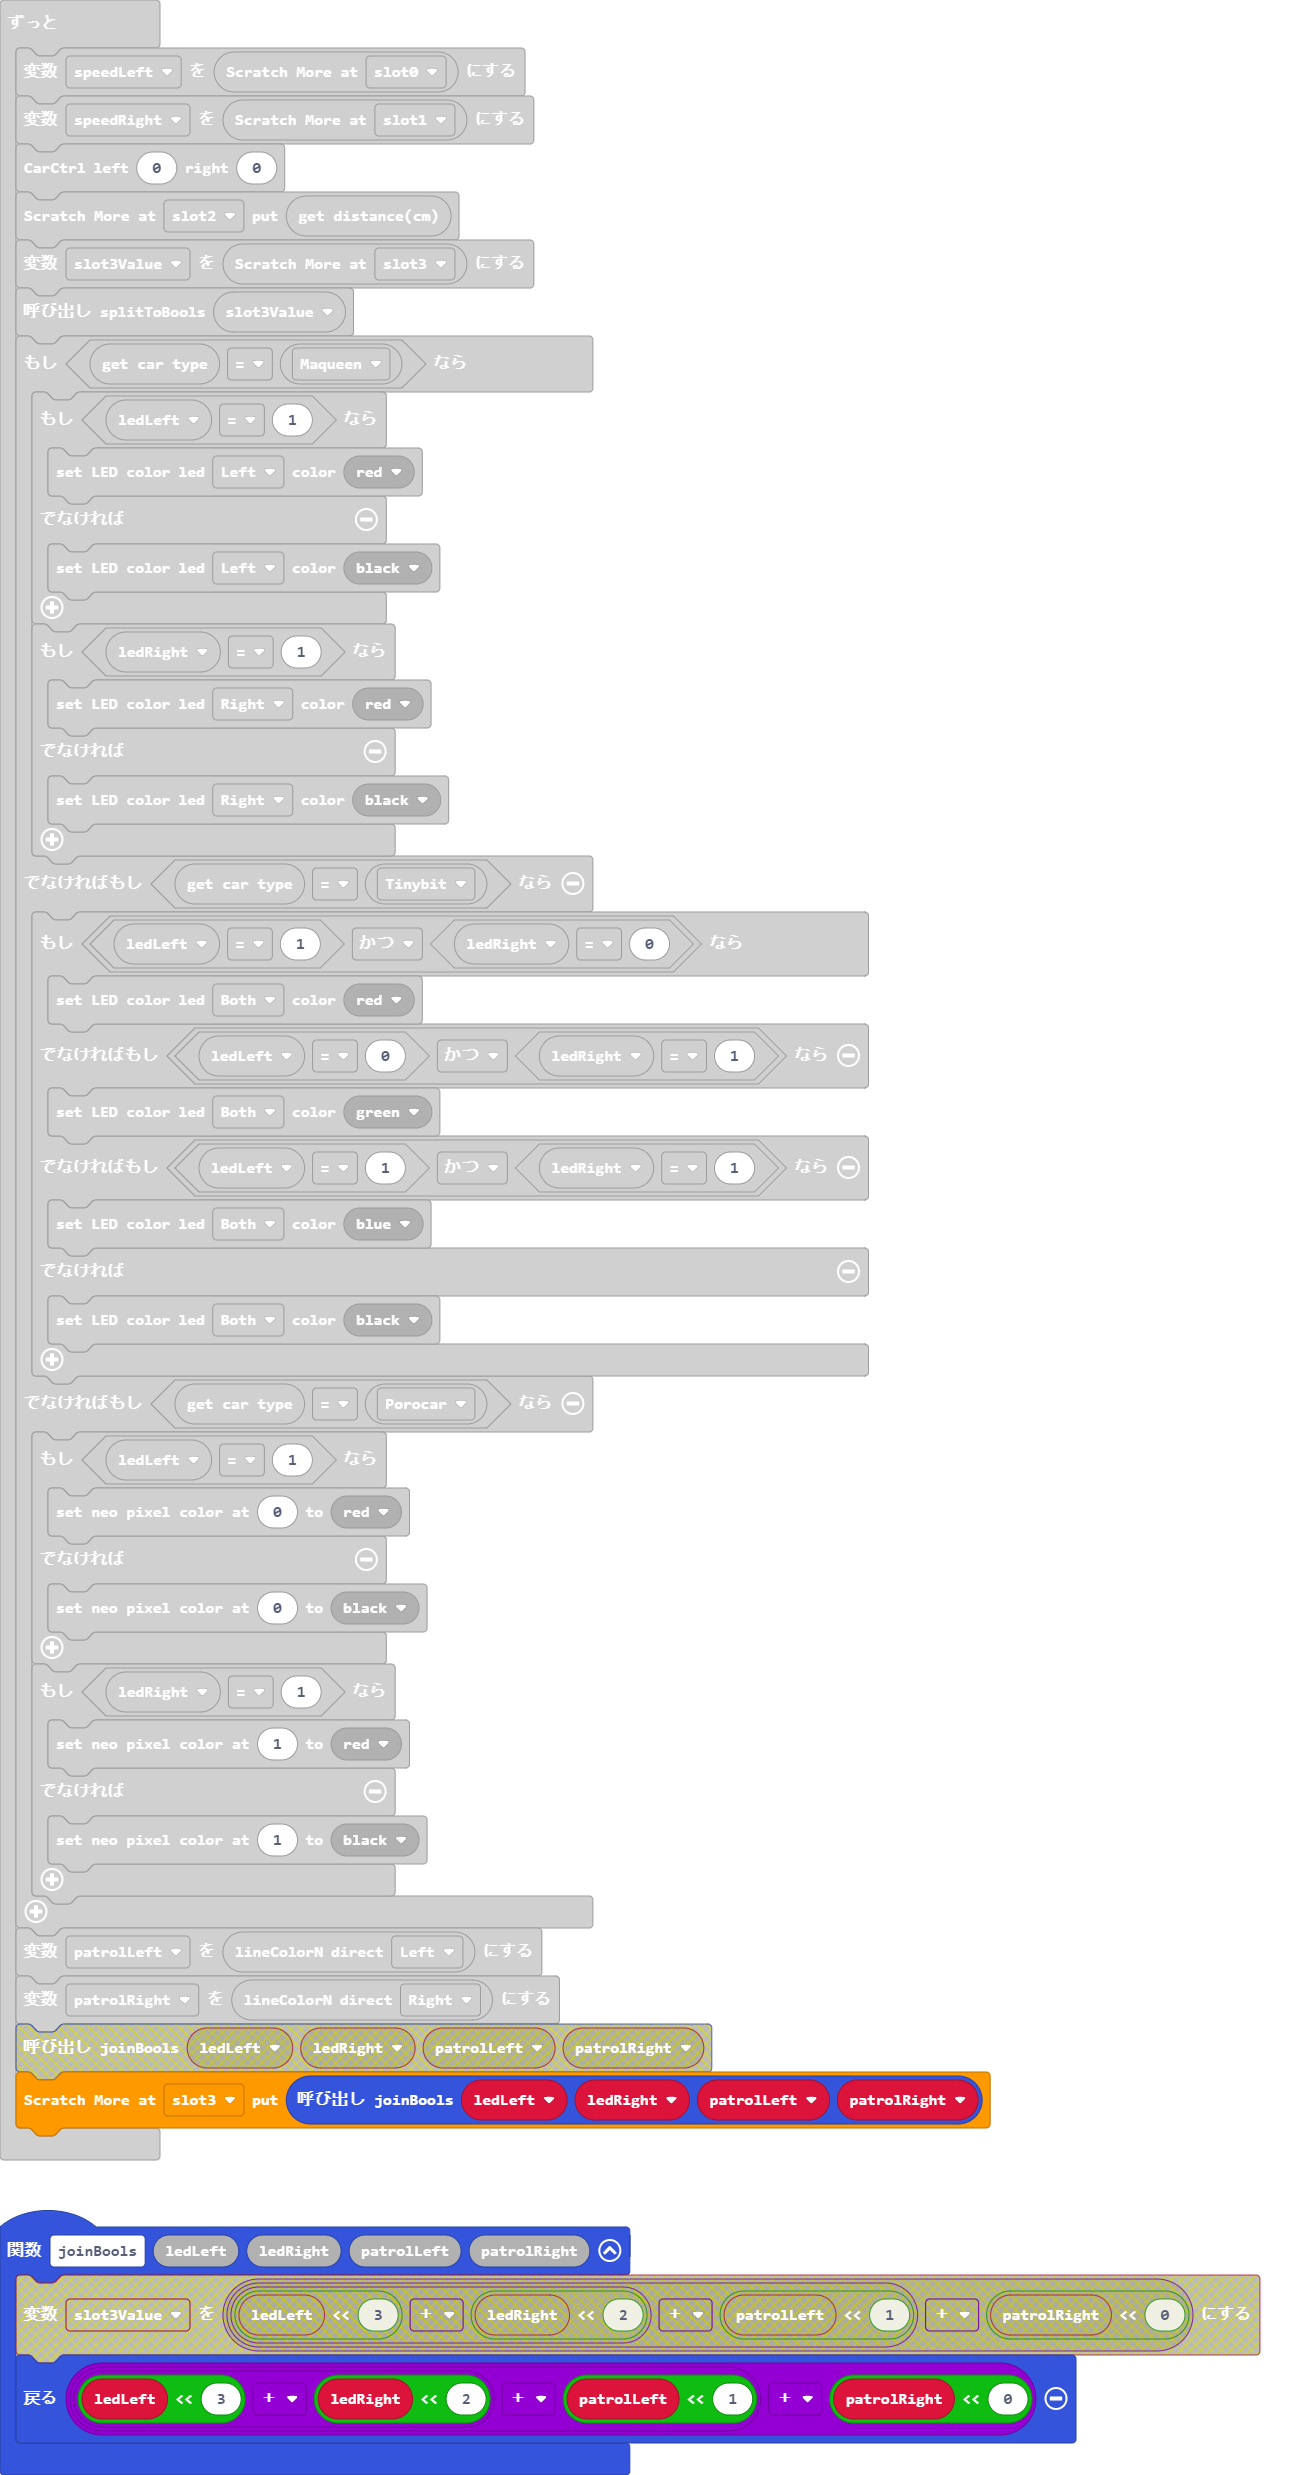 ずっと
変数 speedLeft を Scratch More at slot0 にする
変数 speedRight を Scratch More at slot1 にする
CarCtrl left 0 right 0
Scratch More at slot2 put get distance(cm)
変数 slot3Value を Scratch More at slot3 にする
呼び出し splitToBools slot3Value
もし get car type = Maqueen なら
もし ledLeft = 1 なら
set LED color led Left color red
でなければ
set LED color led Left color black
もし ledRight = 1 なら
set LED color led Right color red
でなければ
set LED color led Right color black
でなければもし get car type = Tinybit なら
もし ledLeft = 1 かつ ledRight = 0 なら
set LED color led Both color red
でなければもし ledLeft = 0 かつ ledRight = 1 なら
set LED color led Both color green
でなければもし ledLeft = 1 かつ ledRight = 1 なら
set LED color led Both color blue
でなければ
set LED color led Both color black
でなければもし get car type = Porocar なら
もし ledLeft = 1 なら
set neo pixel color at 0 to red
でなければ
set neo pixel color at 0 to black
もし ledRight = 1 なら
set neo pixel color at 1 to red
でなければ
set neo pixel color at 1 to black
変数 patrolLeft を lineColorN direct Left にする
変数 patrolRight を lineColorN direct Right にする
呼び出し joinBools ledLeft ledRight patrolLeft patrolRight
Scratch More at slot3 put 呼び出し joinBools ledLeft ledRight patrolLeft patrolRight
関数 joinBools ledLeft ledRight patrolLeft patrolRight
変数 slot3Value を ledLeft << 3 + ledRight << 2 + patrolLeft << 1 + patrolRight << 0 にする
戻る ledLeft << 3 + ledRight << 2 + patrolLeft << 1 + patrolRight << 0